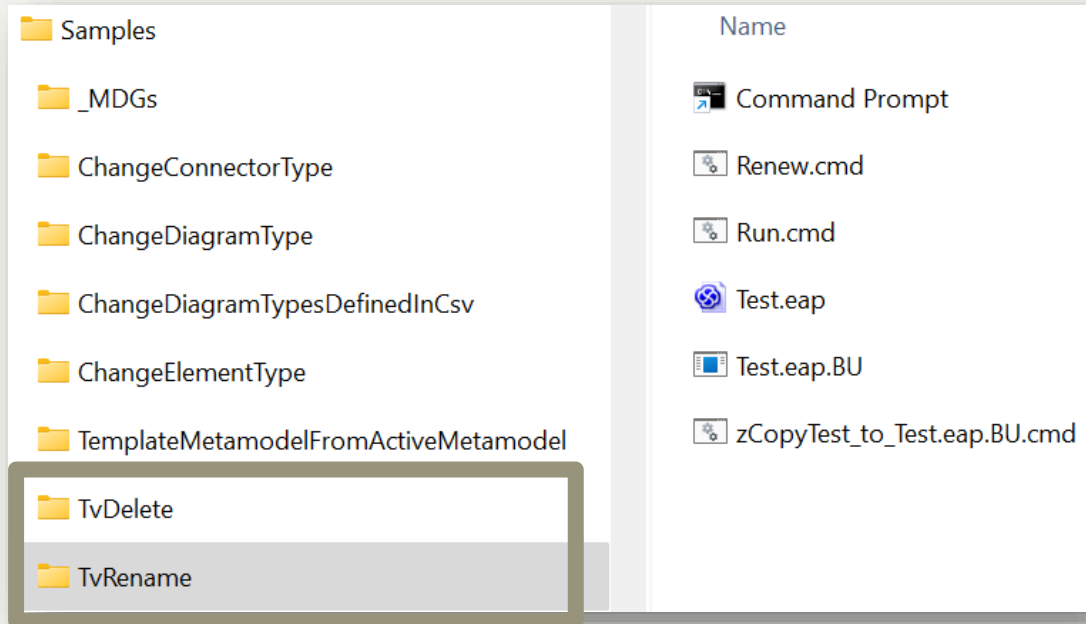 Samples
_MDGs
ChangeConnectorType
ChangeDiagramType
ChangeDiagramTypesDefinedInCsv
ChangeElementType
TemplateMetamodelFromActiveMetamodel
TvDelete
TvRename
Name
Command Prompt
Renew.cmd
Run.cmd
Test.eap
Test.eap.BU
zCopyTest_to_Test.eap.BU.cmd